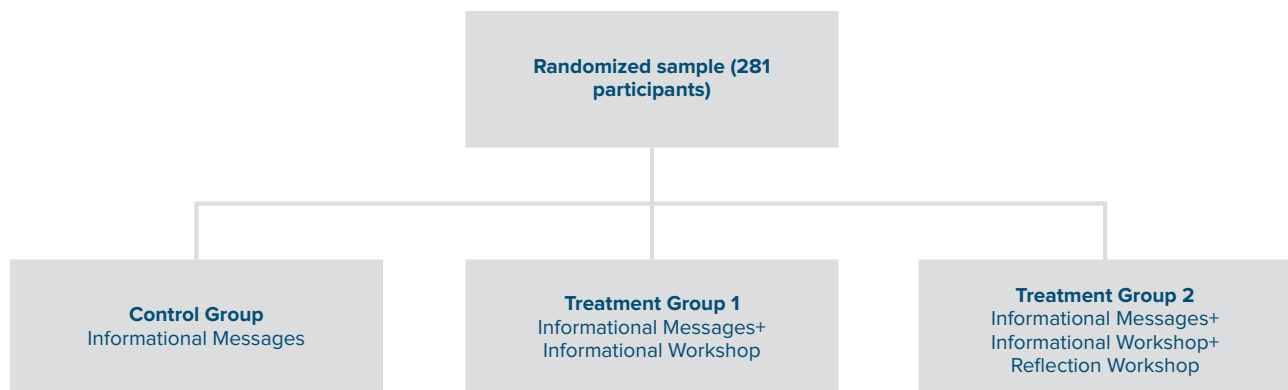 Randomized sample (281
participants)
Control Group
Informational Messages
Treatment Group 1
Informational Messages+
Informational Workshop
Treatment Group 2
Informational Messages+
Informational Workshop+
Reflection Workshop